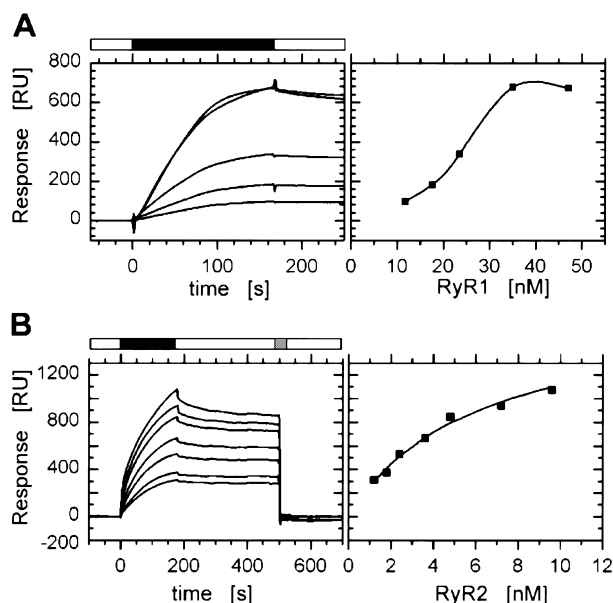 A
800
600
400
200
0
Response [RU]
0 100 200
time [s]
0 10 20 30 40 50
RyR1 [nM]
B
1200
800
400
0
-200
Response [RU]
0 200 400 600
time [s]
0 2 4 6 8 10 12
RyR2 [nM]